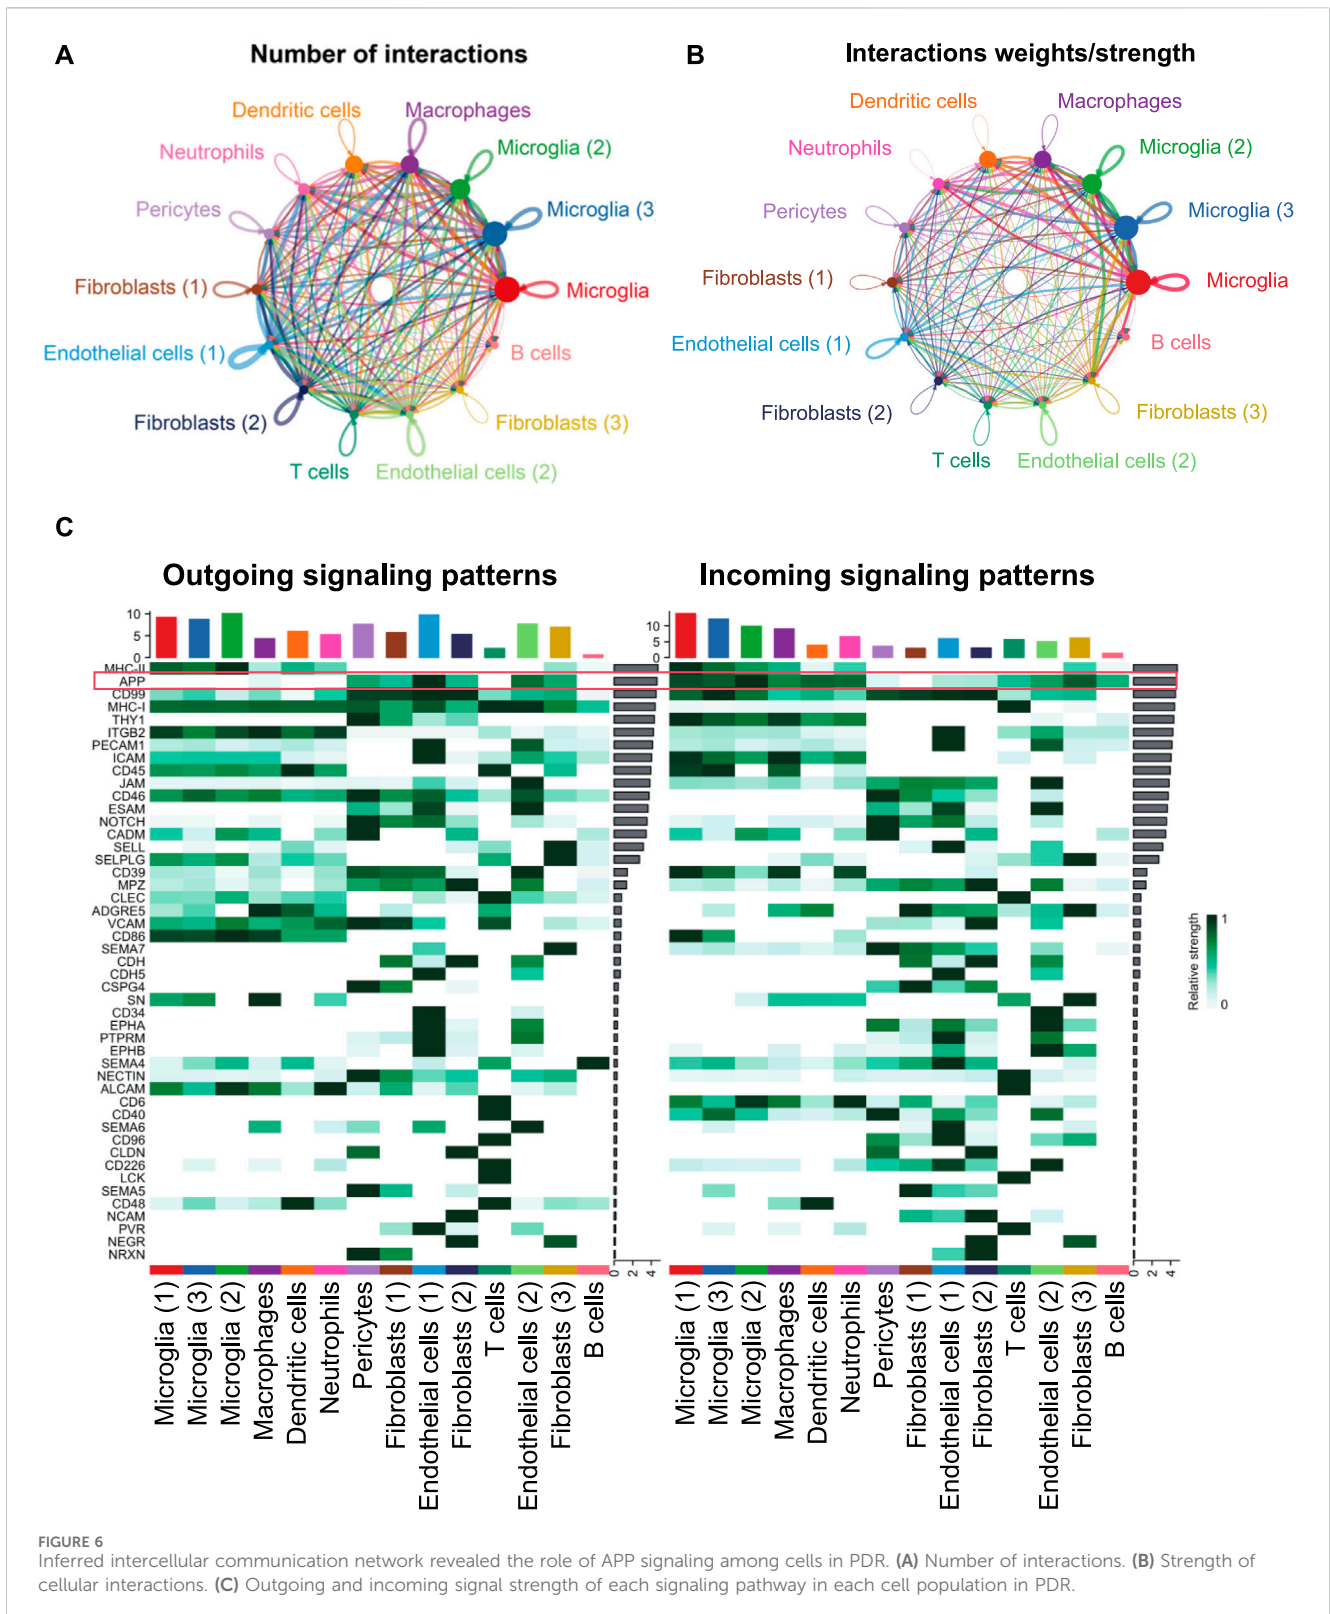 A
Number of interactions
Dendritic cells
Macrophages
Neutrophils
Microglia (2)
Pericytes
Microglia (3
Fibroblasts (1)
Microglia
Endothelial cells (1)
B cells
Fibroblasts (2)
Fibroblasts (3)
T cells
Endothelial cells (2)
B
Interactions weights/strength
Dendritic cells
Macrophages
Neutrophils
Microglia (2)
Pericytes
Microglia (3
Fibroblasts (1)
Microglia
Endothelial cells (1)
B cells
Fibroblasts (2)
Fibroblasts (3)
T cells
Endothelial cells (2)
C
Outgoing signaling patterns
10
5
0
MHC-II
APP
CD99
MHC-I
THY1
ITGB2
PECAM1
ICAM
CD45
JAM
CD46
ESAM
NOTCH
CADM
SELL
SELPLG
CD39
MPZ
CLEC
ADGRE5
VCAM
CD86
SEMA7
CDH
CDH5
CSPG4
SN
CD34
EPHA
PTPRM
EPHB
SEMA4
NECTIN
ALCAM
CD6
CD40
SEMA6
CD96
CLDN
CD226
LCK
SEMA5
CD48
NCAM
PVR
NEGR
NRXN
0 2 4
Microglia (1)
Microglia (3)
Microglia (2)
Macrophages
Dendritic cells
Neutrophils
Pericytes
Fibroblasts (1)
Endothelial cells (1)
Fibroblasts (2)
T cells
Endothelial cells (2)
Fibroblasts (3)
B cells
Incoming signaling patterns
10
5
0
0 2 4
Microglia (1)
Microglia (3)
Microglia (2)
Macrophages
Dendritic cells
Neutrophils
Pericytes
Fibroblasts (1)
Endothelial cells (1)
Fibroblasts (2)
T cells
Endothelial cells (2)
Fibroblasts (3)
B cells
Relative strength
1
0
FIGURE 6
Inferred intercellular communication network revealed the role of APP signaling among cells in PDR. (A) Number of interactions. (B) Strength of
cellular interactions. (C) Outgoing and incoming signal strength of each signaling pathway in each cell population in PDR.